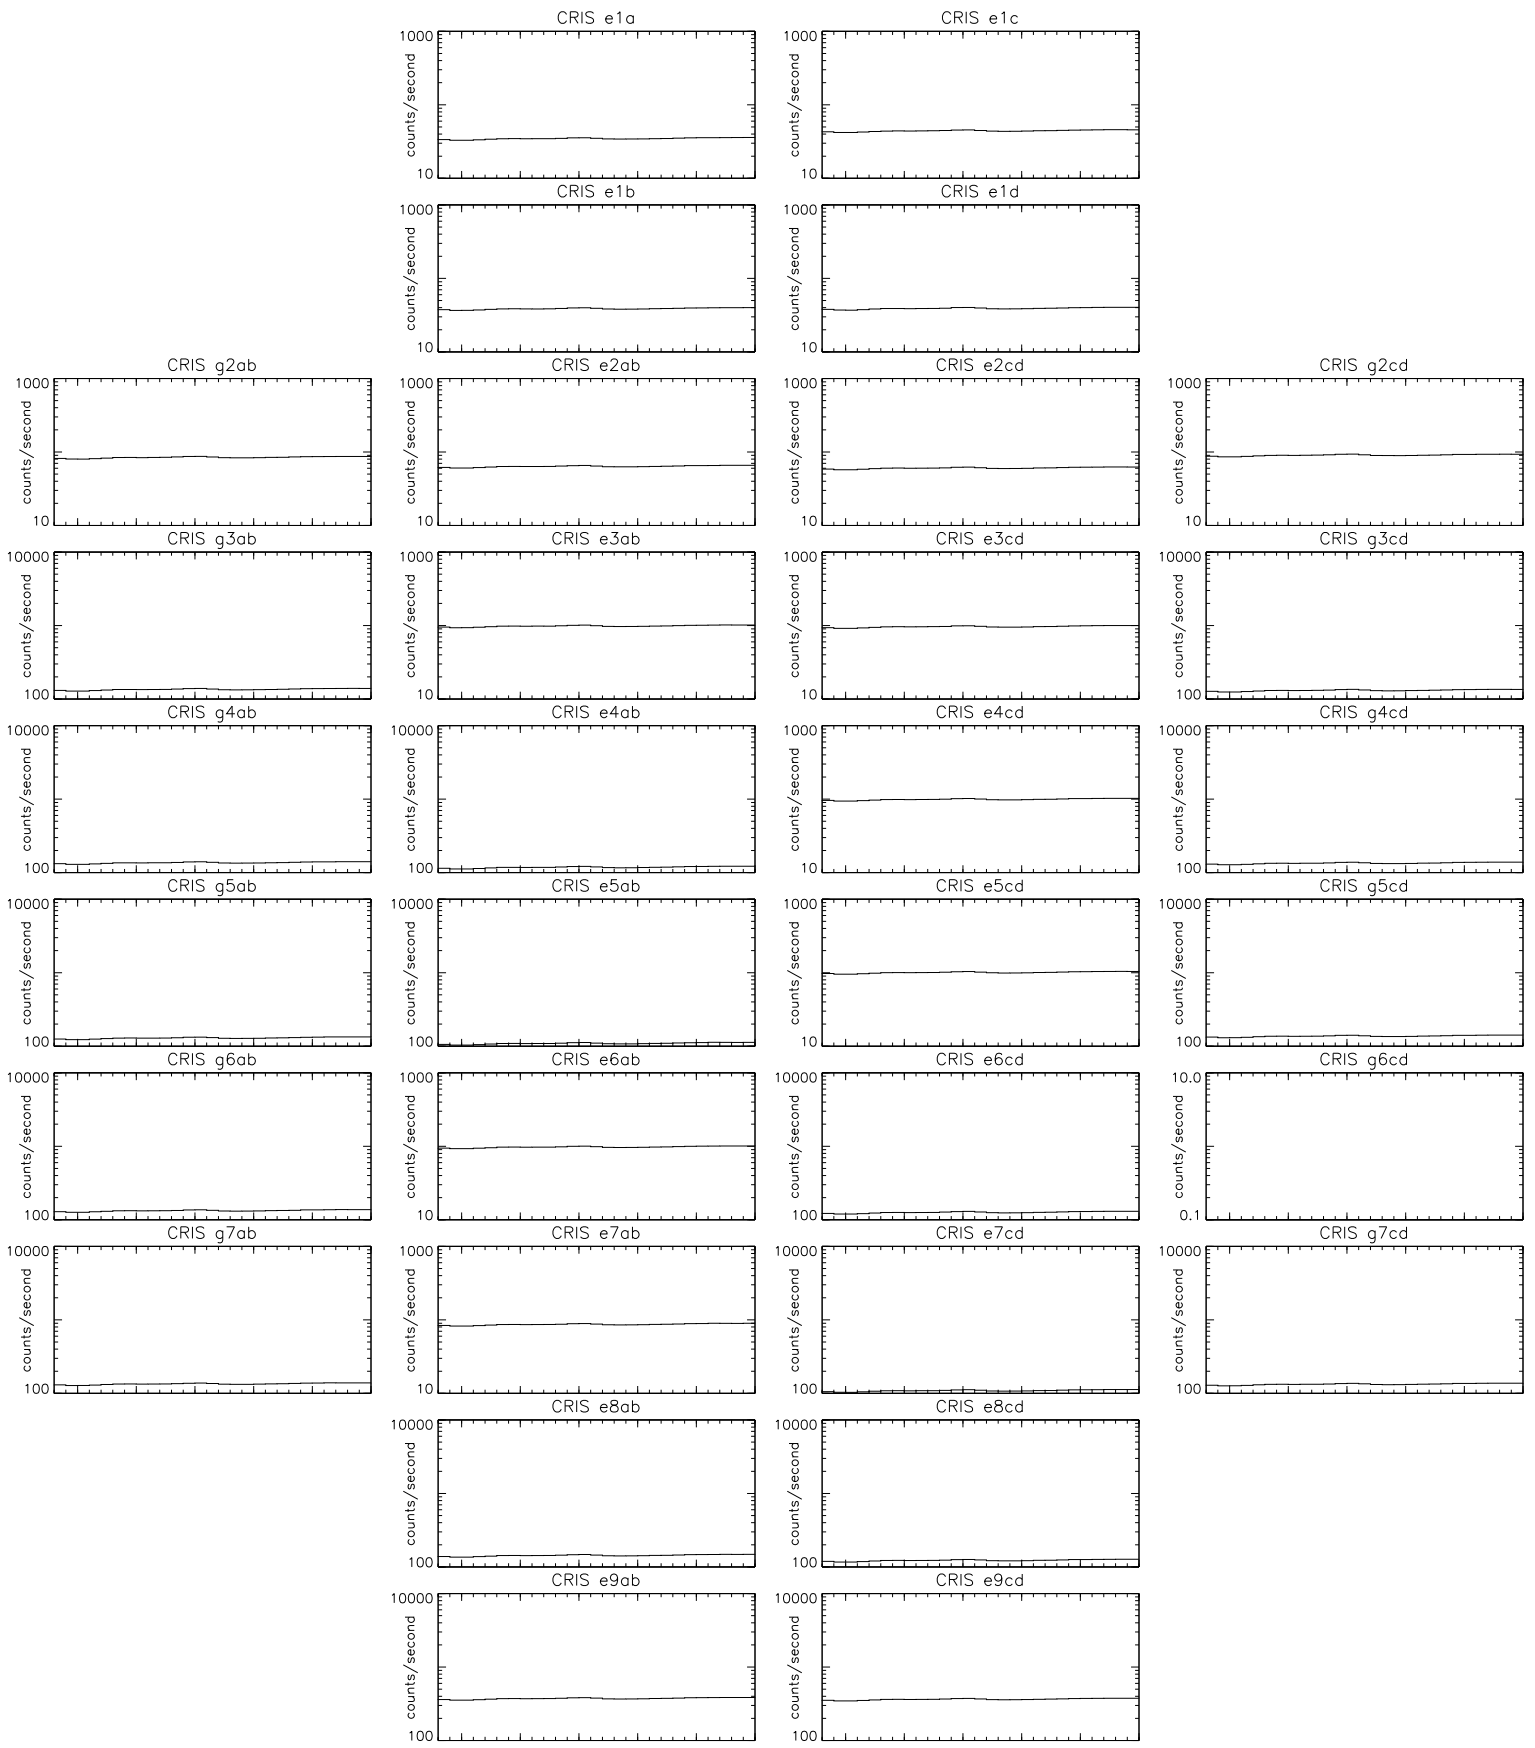 CRIS e1a CRIS e1c
1000 1000
counts/second counts/second
10 10
CRIS e1b CRIS e1d
1000 1000
counts/second counts/second
10 10
CRIS g2ab CRIS e2ab CRIS e2cd CRIS g2cd
1000 1000 1000 1000
counts/second counts/second counts/second counts/second
10 10 10 10
CRIS g3ab CRIS e3ab CRIS e3cd CRIS g3cd
10000 1000 1000 10000
counts/second counts/second counts/second counts/second
100 10 10 100
CRIS g4ab CRIS e4ab CRIS e4cd CRIS g4cd
10000 10000 1000 10000
counts/second counts/second counts/second counts/second
100 100 10 100
CRIS g5ab CRIS e5ab CRIS e5cd CRIS g5cd
10000 10000 1000 10000
counts/second counts/second counts/second counts/second
100 100 10 100
CRIS g6ab CRIS e6ab CRIS e6cd CRIS g6cd
10000 1000 10000 10.0
counts/second counts/second counts/second counts/second
100 10 100 0.1
CRIS g7ab CRIS e7ab CRIS e7cd CRIS g7cd
10000 1000 10000 10000
counts/second counts/second counts/second counts/second
100 10 100 100
CRIS e8ab CRIS e8cd
10000 10000
counts/second counts/second
100 100
CRIS e9ab CRIS e9cd
10000 10000
counts/second counts/second
100 100